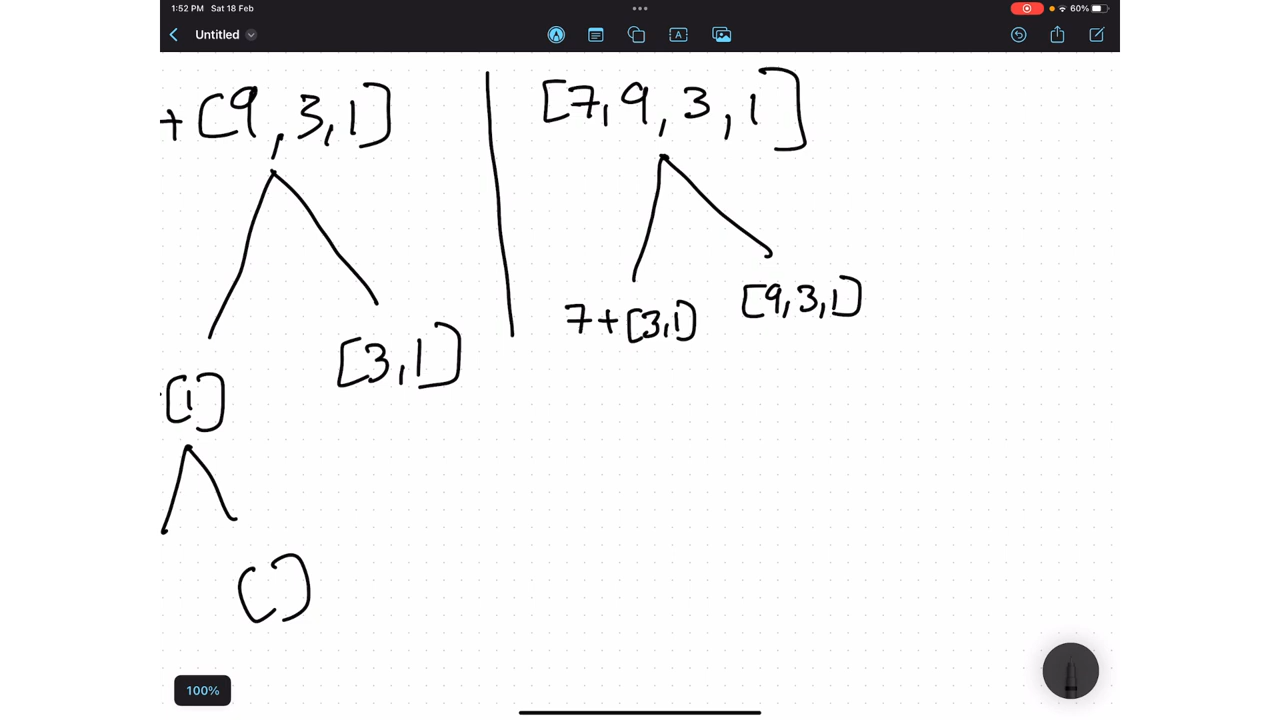 1:52 PM Sat 18 Feb
60%
Untitled
A
+ [9, 3, 1]
[7, 9, 3, 1]
7+[3,1]
[9,3,1]
[3, 1]
[1]
[ ]
100%